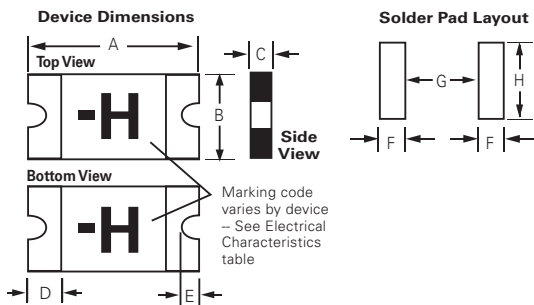 Device Dimensions
Solder Pad Layout
A
Top View
C
-H
B
Side
View
G
H
F
F
Bottom View
-H
Marking code
varies by device
-- See Electrical
Characteristics
table
D
E